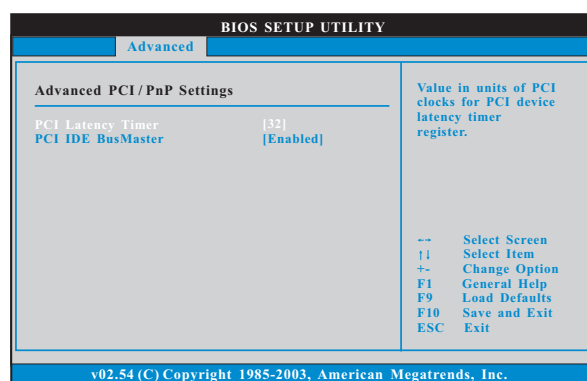 BIOS SETUP UTILITY
Advanced
Advanced PCI / PnP Settings
PCI Latency Timer [32]
PCI IDE BusMaster [Enabled]
Value in units of PCI
clocks for PCI device
latency timer
register.
←→ Select Screen
↑↓ Select Item
+- Change Option
F1 General Help
F9 Load Defaults
F10 Save and Exit
ESC Exit
v02.54 (C) Copyright 1985-2003, American Megatrends, Inc.